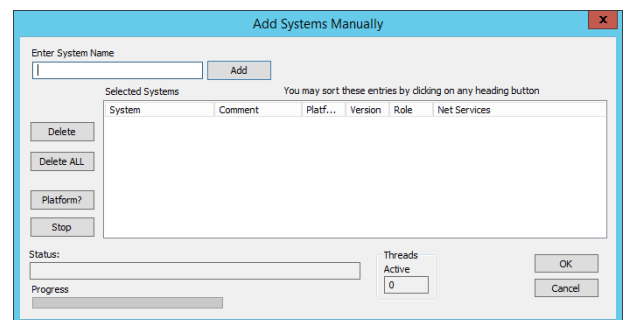 Add Systems Manually
x
Enter System Name
Add
Selected Systems You may sort these entries by clicking on any heading button
System Comment Platf... Version Role Net Services
Delete
Delete ALL
Platform?
Stop
Status:
Threads
Active
0
OK
Progress
Cancel